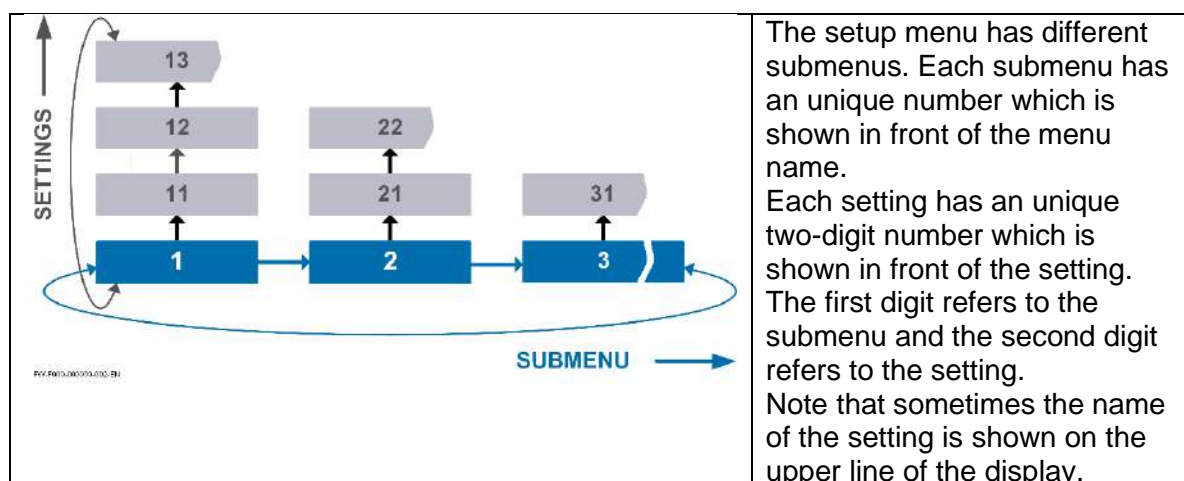 SETTINGS
13
12 22
11 21 31
1 2 3
SUBMENU
The setup menu has different
submenus. Each submenu has
an unique number which is
shown in front of the menu
name.
Each setting has an unique
two-digit number which is
shown in front of the setting.
The first digit refers to the
submenu and the second digit
refers to the setting.
Note that sometimes the name
of the setting is shown on the
upper line of the display.